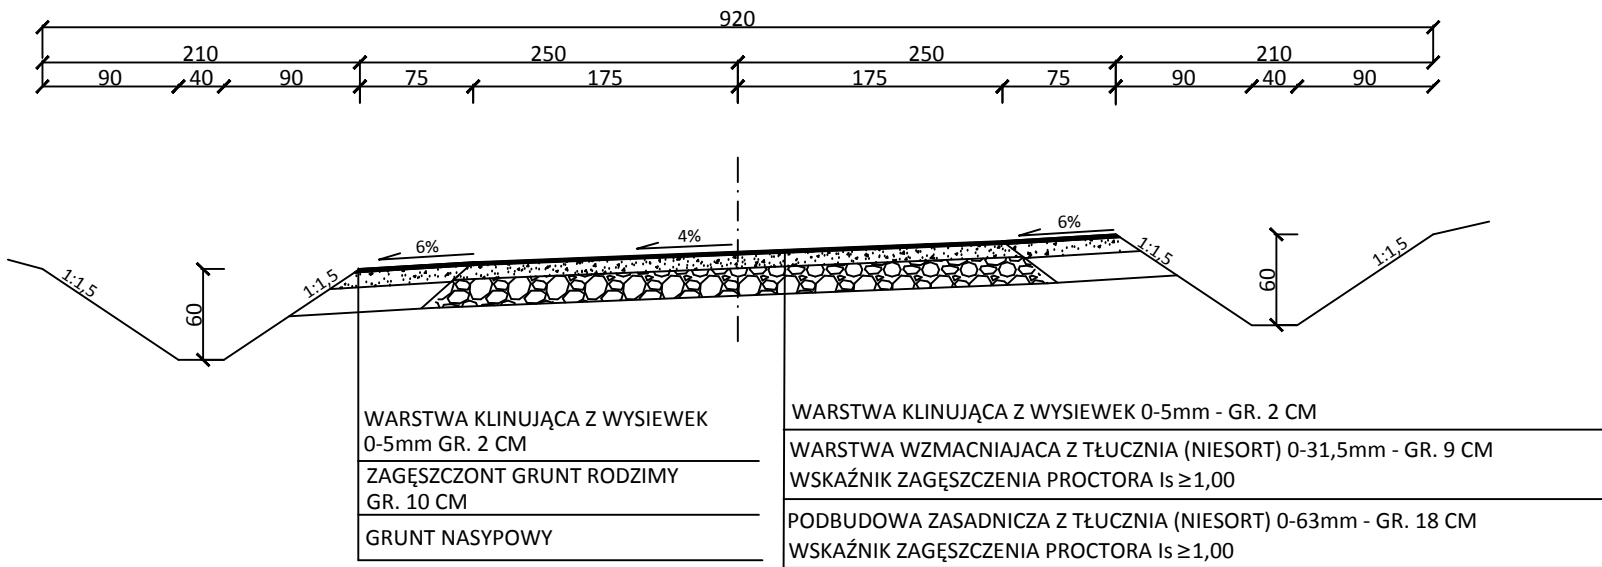 920
210 250 250 210
90 40 90 75 175 175 75 90 40 90
1:1,5 60 1:1,5 6% 4% 6% 1:1,5 60 1:1,5
WARSTWA KLINUJĄCA Z WYSIEWEK
0-5mm GR. 2 CM
ZAGĘSZCZONT GRUNT RODZIMY
GR. 10 CM
GRUNT NASYPOWY
WARSTWA KLINUJĄCA Z WYSIEWEK 0-5mm - GR. 2 CM
WARSTWA WZMACNIAJACA Z TŁUCZNIA (NIESORT) 0-31,5mm - GR. 9 CM
WSKAŹNIK ZAGĘSZCZENIA PROCTORA Is ≥1,00
PODBUDOWA ZASADNICZA Z TŁUCZNIA (NIESORT) 0-63mm - GR. 18 CM
WSKAŹNIK ZAGĘSZCZENIA PROCTORA Is ≥1,00